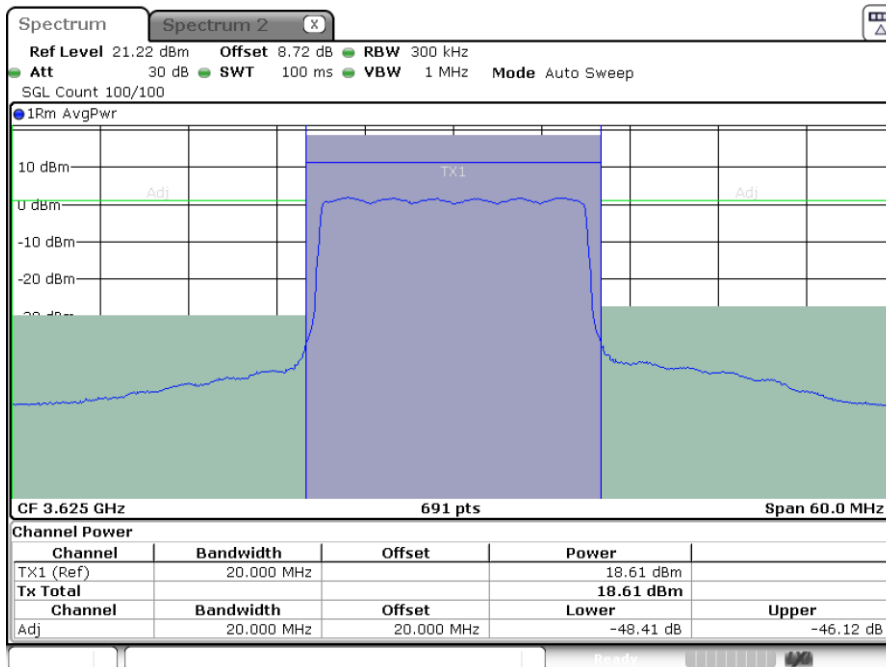 Spectrum Spectrum 2 X
Ref Level 21.22 dBm Offset 8.72 dB RBW 300 kHz
Att 30 dB SWT 100 ms VBW 1 MHz Mode Auto Sweep
SGL Count 100/100
1Rm AvgPwr
10 dBm
TX1
Adj Adj
0 dBm
-10 dBm
-20 dBm
CF 3.625 GHz 691 pts Span 60.0 MHz
Channel Power
Channel Bandwidth Offset Power
TX1 (Ref) 20.000 MHz 18.61 dBm
Tx Total 18.61 dBm
Channel Bandwidth Offset Lower Upper
Adj 20.000 MHz 20.000 MHz -48.41 dB -46.12 dB
Ready